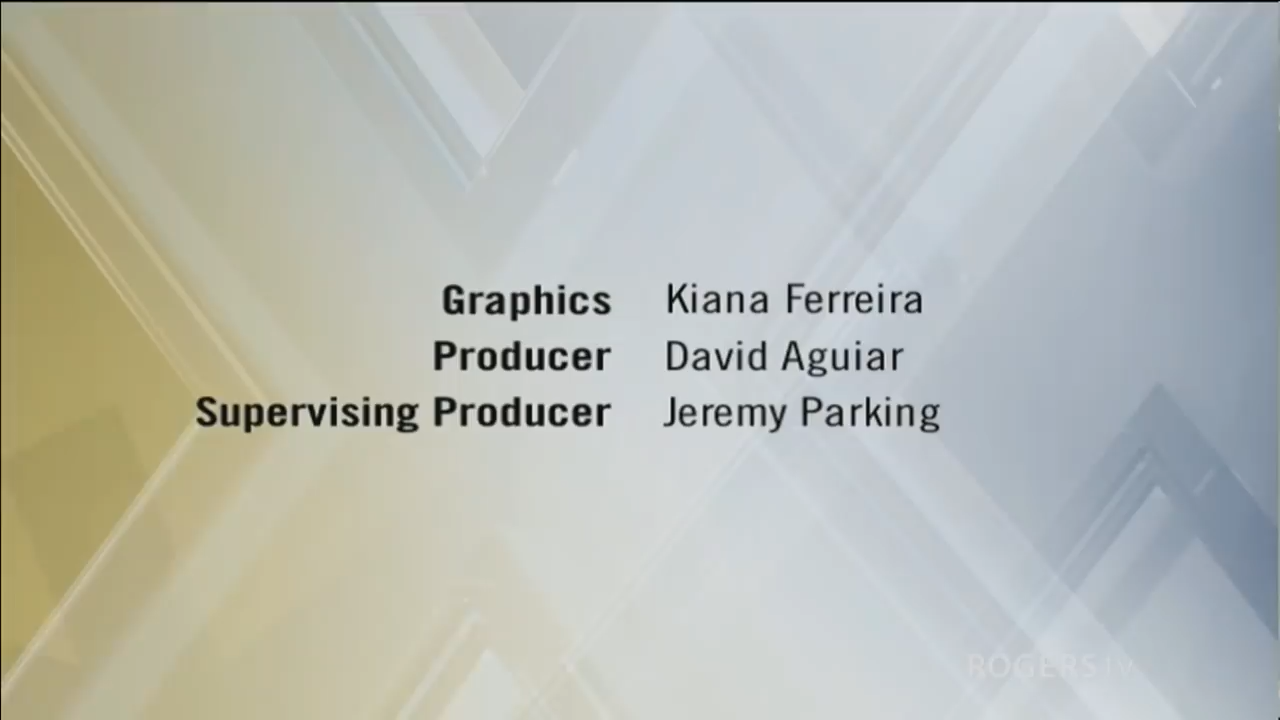 Graphics Kiana Ferreira
Producer David Aguiar
Supervising Producer Jeremy Parking
ROGERS tv